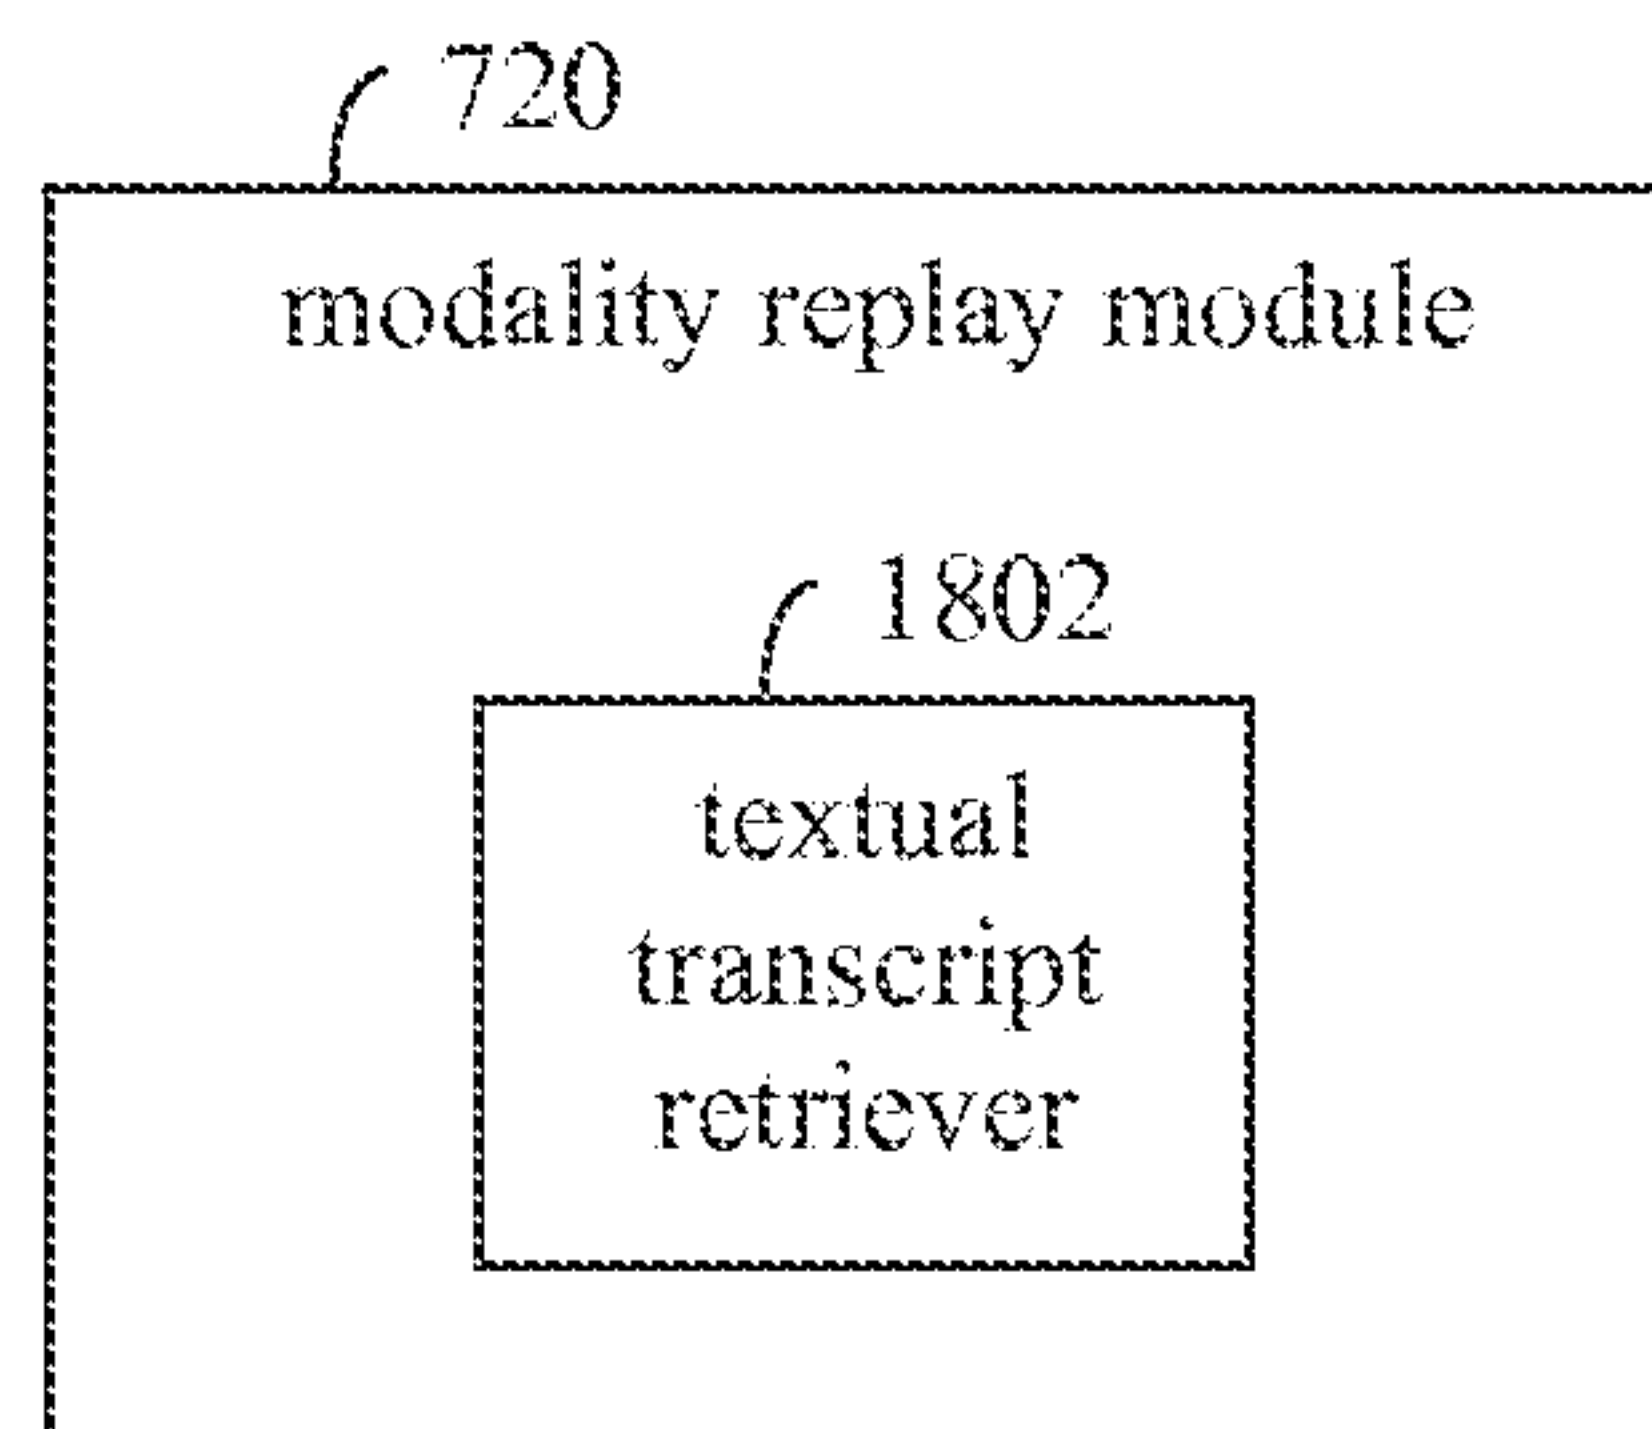 720
modality replay module
1802
textual
transcript
retriever